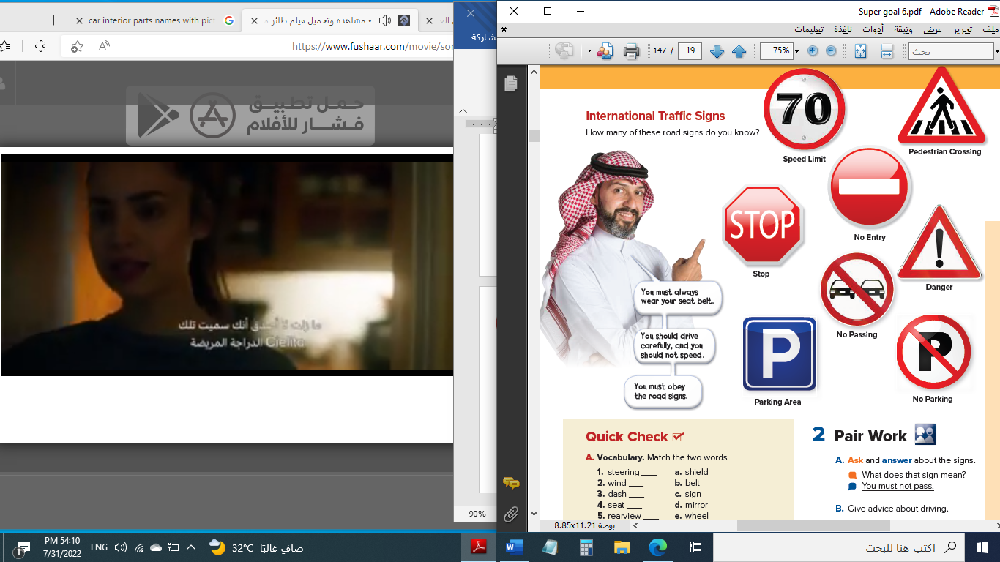 car interior parts names with pict
• مشاهده وتحميل فيلم طائر م
https://www.fushaar.com/movie/sor
حمل تطبيق
فشار للأفلام
ما زلت لا أصدق أنك سميت تلك
الدراجة المريضة Cielito
شاركة
90%
Super goal 6.pdf - Adobe Reader
ملف تحرير عرض وثيقة أدوات نافذة تعليمات
147 / 19
75%
بحث
International Traffic Signs
How many of these road signs do you know?
70
Speed Limit
Pedestrian Crossing
No Entry
STOP
Stop
Danger
No Passing
P
Parking Area
P
No Parking
You must always
wear your seat belt.
You should drive
carefully, and you
should not speed.
You must obey
the road signs.
Quick Check
A. Vocabulary. Match the two words.
1. steering ____ a. shield
2. wind ____ b. belt
3. dash ____ c. sign
4. seat ____ d. mirror
5. rearview ____ e. wheel
2 Pair Work
A. Ask and answer about the signs.
What does that sign mean?
You must not pass.
B. Give advice about driving.
8.85x11.21 بوصة
PM 54:10
7/31/2022
ENG
1
32°C صاف غالبًا
اكتب هنا للبحث